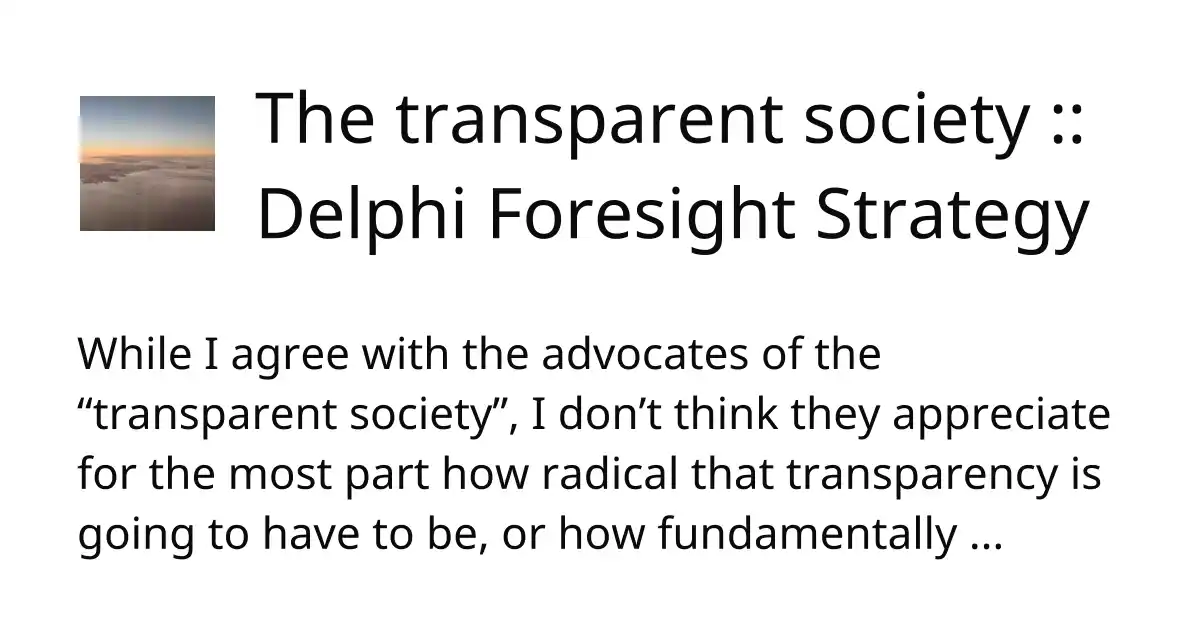 The transparent society ::
Delphi Foresight Strategy
While I agree with the advocates of the
“transparent society”, I don’t think they appreciate
for the most part how radical that transparency is
going to have to be, or how fundamentally ...